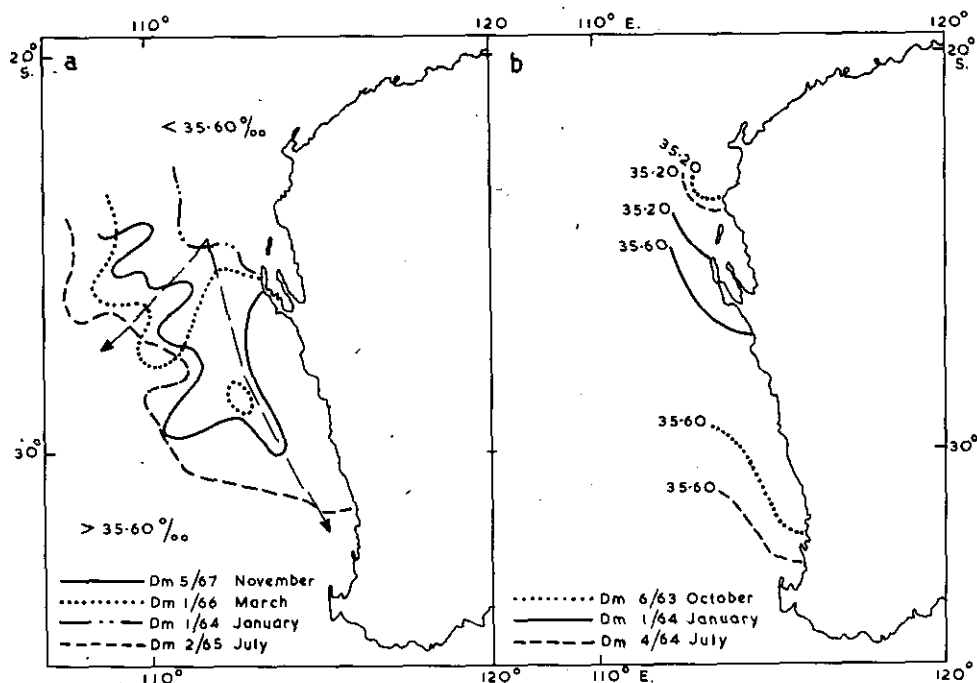 110°
120°
110° E.
120°
20°
S.
a
b
20°
S.
< 35·60 ‰
35·20
35·20
35·20
35·60
35·60
35·60
30°
30°
> 35·60 ‰
Dm 5/67 November
Dm 1/66 March
Dm 1/64 January
Dm 2/65 July
Dm 6/63 October
Dm 1/64 January
Dm 4/64 July
110°
120°
110° E.
120°